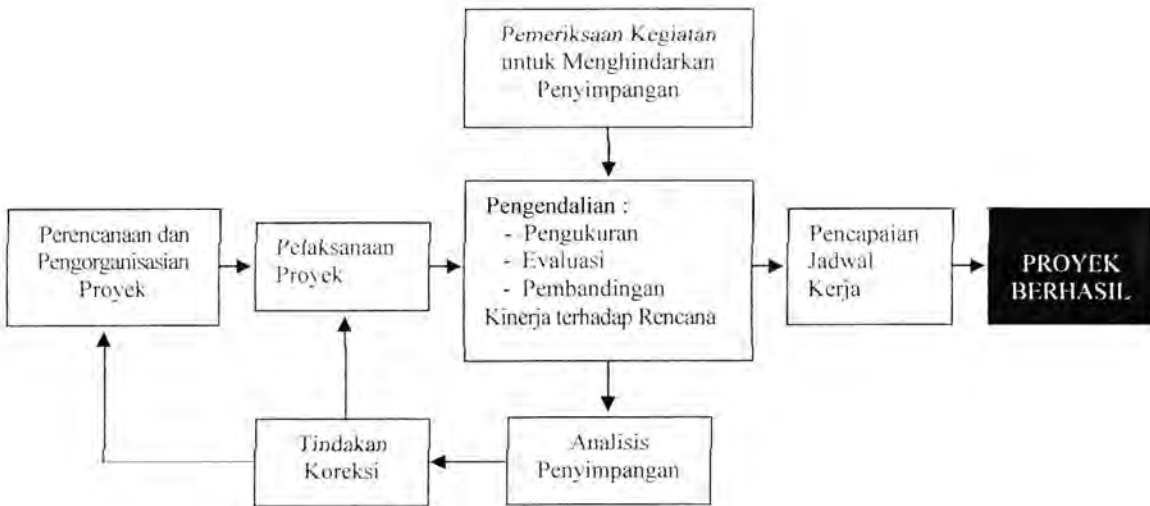 Pemeriksaan Kegiatan
untuk Menghindarkan
Penyimpangan
Perencanaan dan
Pengorganisasian
Proyek
Pelaksanaan
Proyek
Pengendalian :
- Pengukuran
- Evaluasi
- Pembandingan
Kinerja terhadap Rencana
Pencapaian
Jadwal
Kerja
PROYEK
BERHASIL
Tindakan
Koreksi
Analisis
Penyimpangan